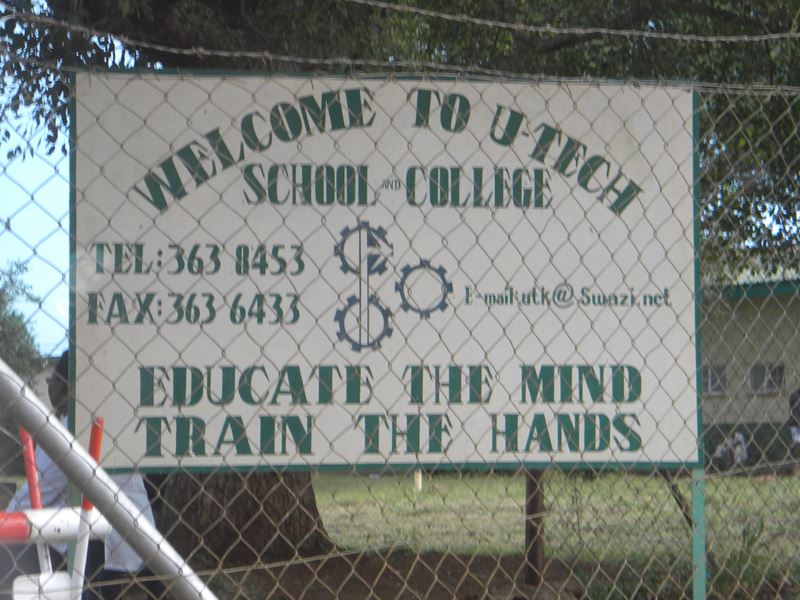 WELCOME TO U-TECH
SCHOOL AND COLLEGE
TEL: 363 8453
FAX: 363 6433
E-mail utk@Swazi.net
EDUCATE THE MIND
TRAIN THE HANDS